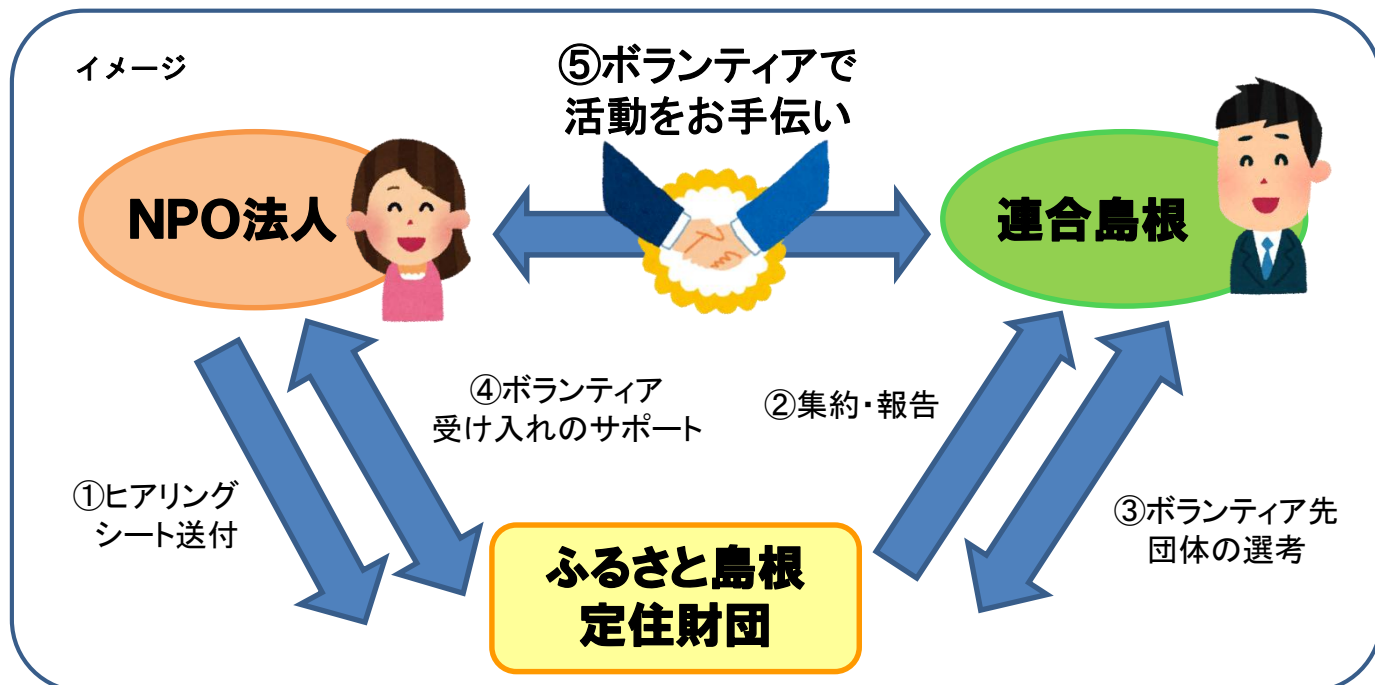 イメージ
⑤ボランティアで
活動をお手伝い
NPO法人
連合島根
④ボランティア
受け入れのサポート
②集約・報告
①ヒアリング
シート送付
③ボランティア先
団体の選考
ふるさと島根
定住財団